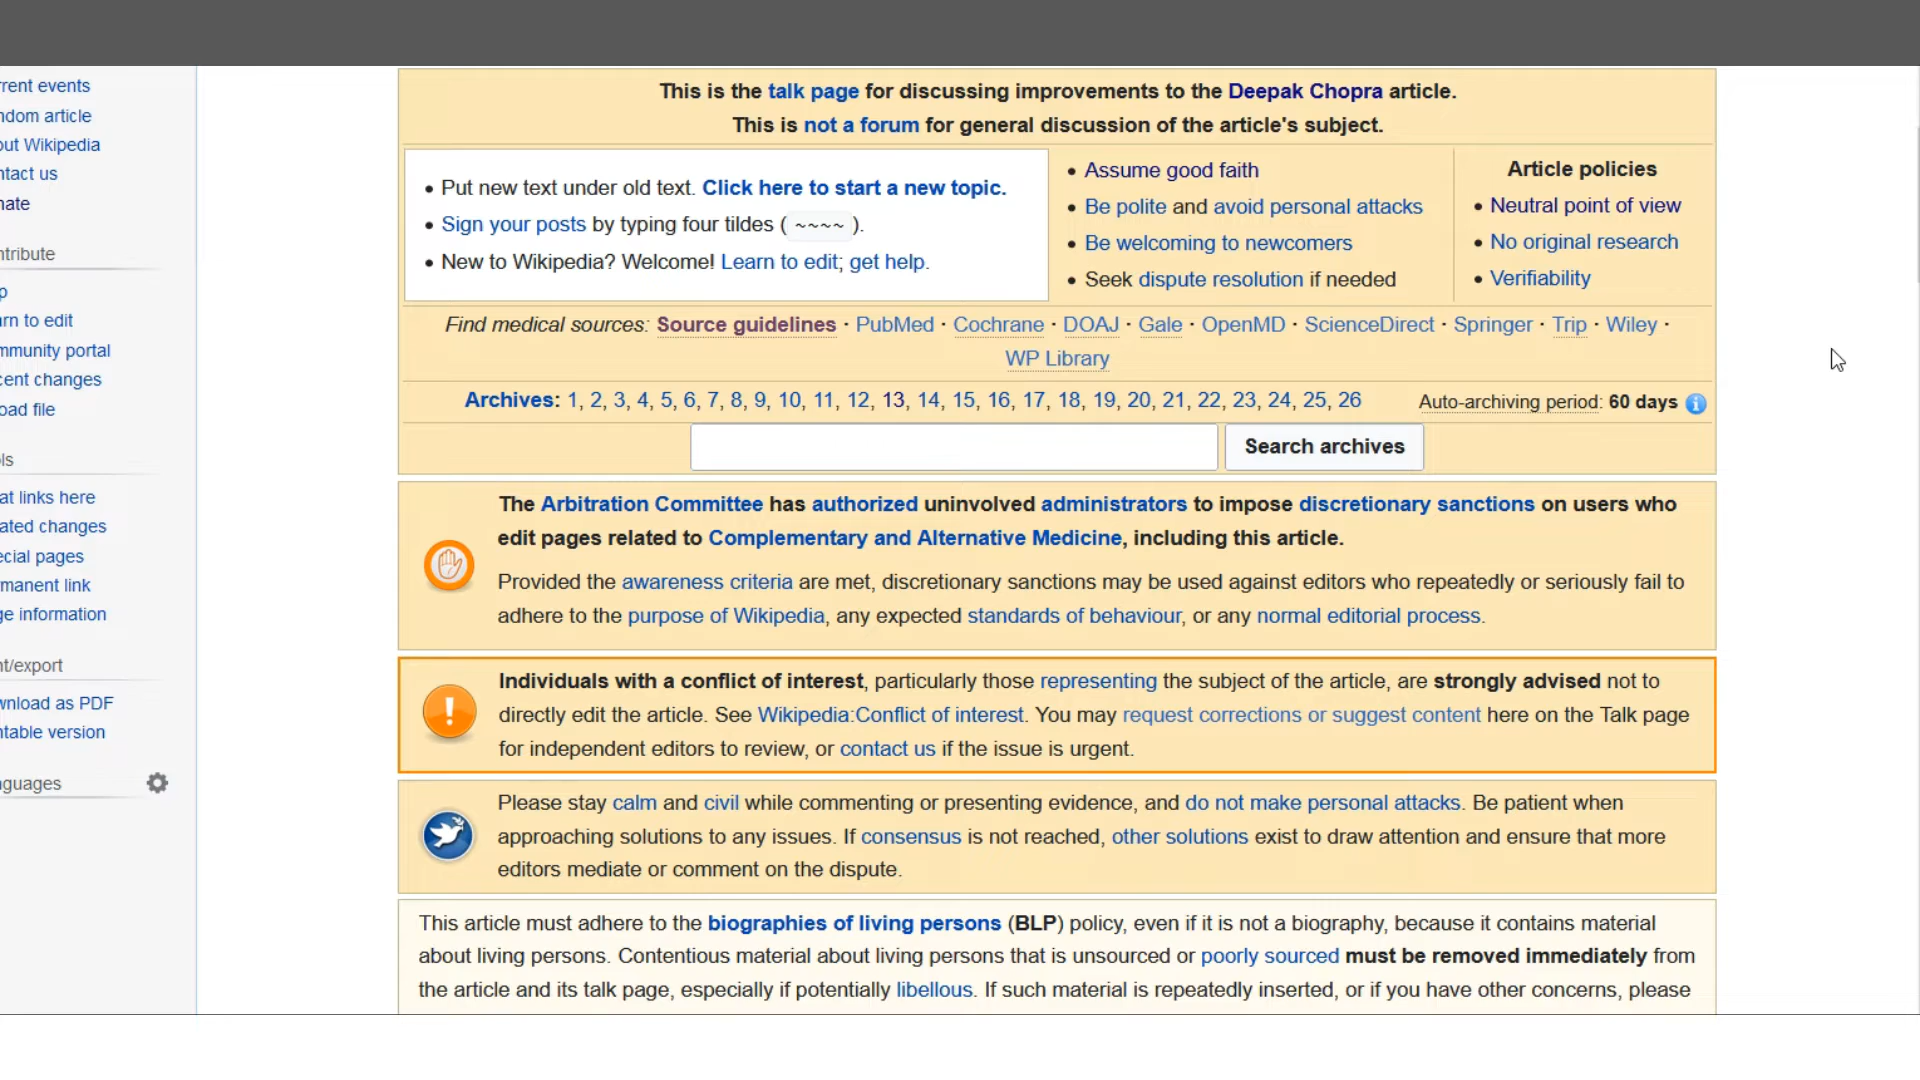 This is the talk page for discussing improvements to the Deepak Chopra article.
This is not a forum for general discussion of the article's subject.
rent events
ndom article
out Wikipedia
ntact us
nate
ntribute
p
rn to edit
mmunity portal
cent changes
oad file
ls
at links here
ated changes
ecial pages
manent link
ge information
nt/export
wnload as PDF
ntable version
nguages
• Put new text under old text. Click here to start a new topic.
• Sign your posts by typing four tildes ( ~~~~ ).
• New to Wikipedia? Welcome! Learn to edit; get help.
• Assume good faith
• Be polite and avoid personal attacks
• Be welcoming to newcomers
• Seek dispute resolution if needed
Article policies
• Neutral point of view
• No original research
• Verifiability
Find medical sources: Source guidelines · PubMed · Cochrane · DOAJ · Gale · OpenMD · ScienceDirect · Springer · Trip · Wiley ·
WP Library
Archives: 1, 2, 3, 4, 5, 6, 7, 8, 9, 10, 11, 12, 13, 14, 15, 16, 17, 18, 19, 20, 21, 22, 23, 24, 25, 26
Auto-archiving period: 60 days
Search archives
The Arbitration Committee has authorized uninvolved administrators to impose discretionary sanctions on users who
edit pages related to Complementary and Alternative Medicine, including this article.
Provided the awareness criteria are met, discretionary sanctions may be used against editors who repeatedly or seriously fail to
adhere to the purpose of Wikipedia, any expected standards of behaviour, or any normal editorial process.
Individuals with a conflict of interest, particularly those representing the subject of the article, are strongly advised not to
directly edit the article. See Wikipedia:Conflict of interest. You may request corrections or suggest content here on the Talk page
for independent editors to review, or contact us if the issue is urgent.
Please stay calm and civil while commenting or presenting evidence, and do not make personal attacks. Be patient when
approaching solutions to any issues. If consensus is not reached, other solutions exist to draw attention and ensure that more
editors mediate or comment on the dispute.
This article must adhere to the biographies of living persons (BLP) policy, even if it is not a biography, because it contains material
about living persons. Contentious material about living persons that is unsourced or poorly sourced must be removed immediately from
the article and its talk page, especially if potentially libellous. If such material is repeatedly inserted, or if you have other concerns, please